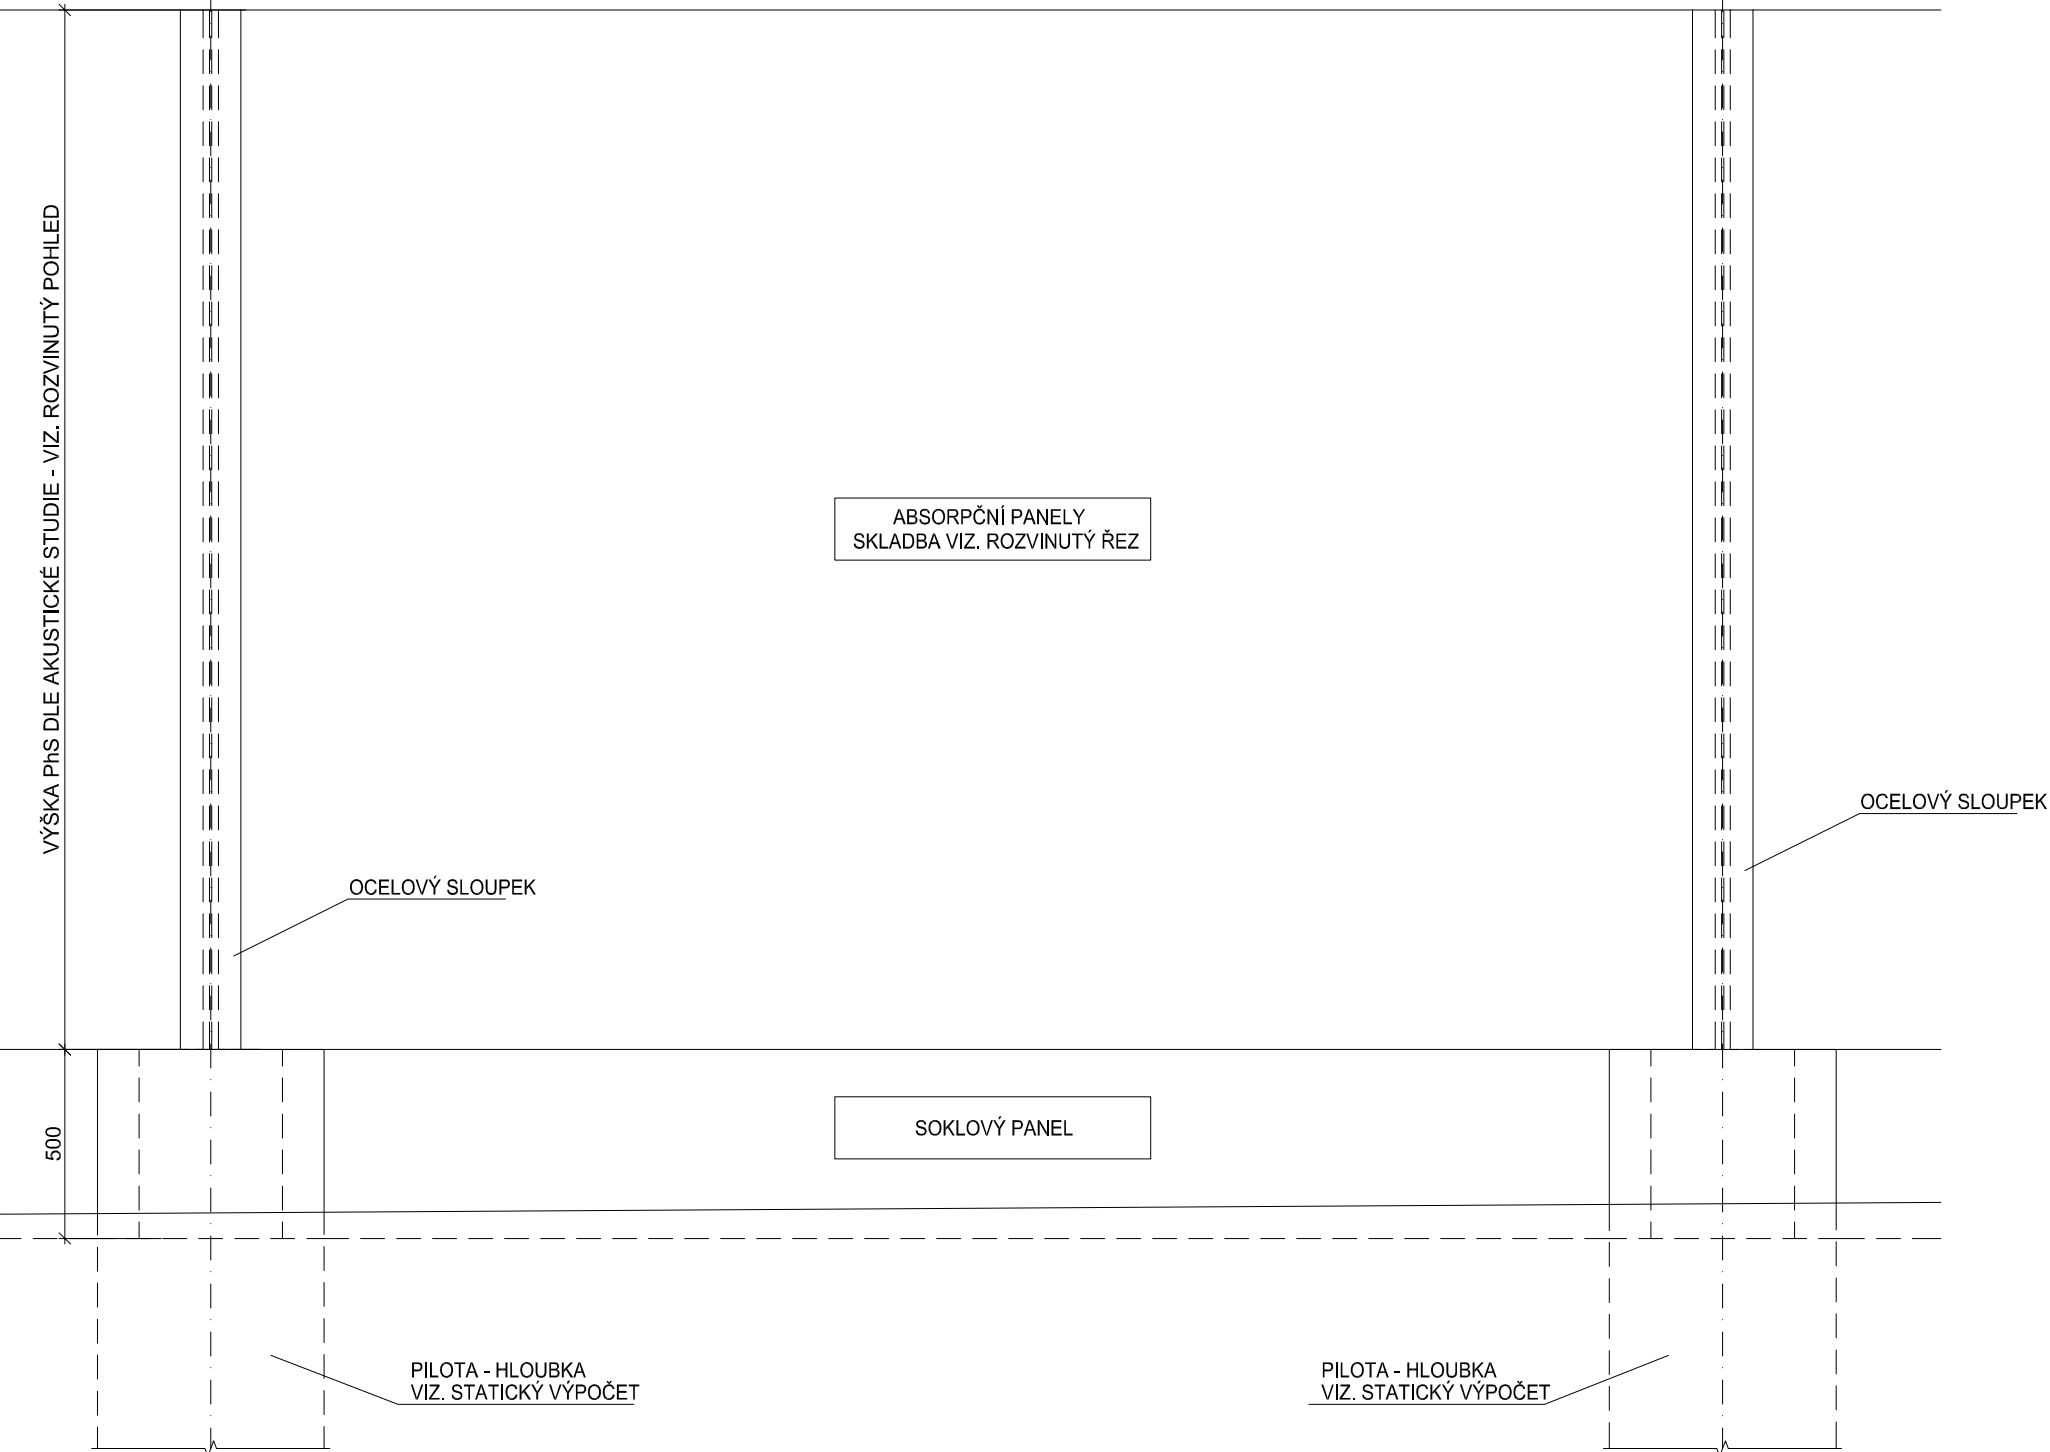 VÝŠKA PhS DLE AKUSTICKÉ STUDIE - VIZ. ROZVINUTÝ POHLED
ABSORPČNÍ PANELY
SKLADBA VIZ. ROZVINUTÝ ŘEZ
OCELOVÝ SLOUPEK
OCELOVÝ SLOUPEK
500
SOKLOVÝ PANEL
PILOTA - HLOUBKA
VIZ. STATICKÝ VÝPOČET
PILOTA - HLOUBKA
VIZ. STATICKÝ VÝPOČET